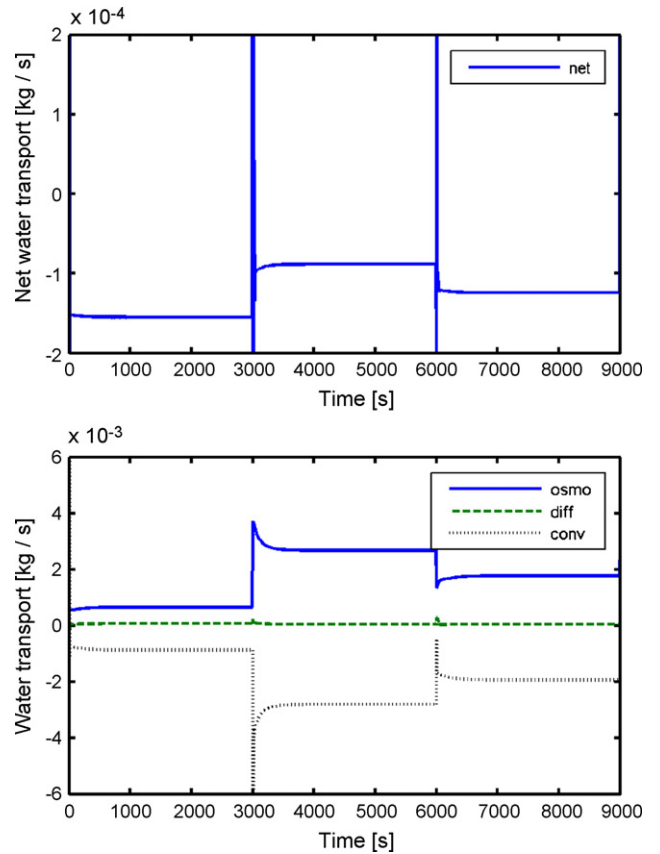 x 10-4
2
1
0
-1
-2
Net water transport [kg / s]
net
0 1000 2000 3000 4000 5000 6000 7000 8000 9000
Time [s]
x 10-3
6
4
2
0
-2
-4
-6
Water transport [kg / s]
osmo
diff
conv
0 1000 2000 3000 4000 5000 6000 7000 8000 9000
Time [s]